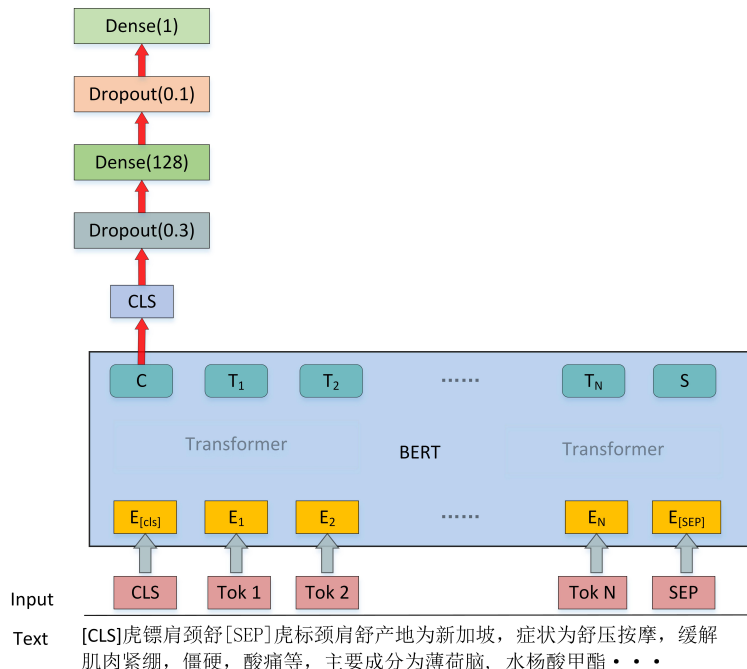 Dense(1)
Dropout(0.1)
Dense(128)
Dropout(0.3)
CLS
C T₁ T₂ ...... T_N S
Transformer BERT Transformer
E[cls] E₁ E₂ ...... E_N E[SEP]
CLS Tok 1 Tok 2 Tok N SEP
Input
Text [CLS]虎镖肩颈舒[SEP]虎标颈肩舒产地为新加坡，症状为舒压按摩，缓解
肌肉紧绷，僵硬，酸痛等，主要成分为薄荷脑，水杨酸甲酯···